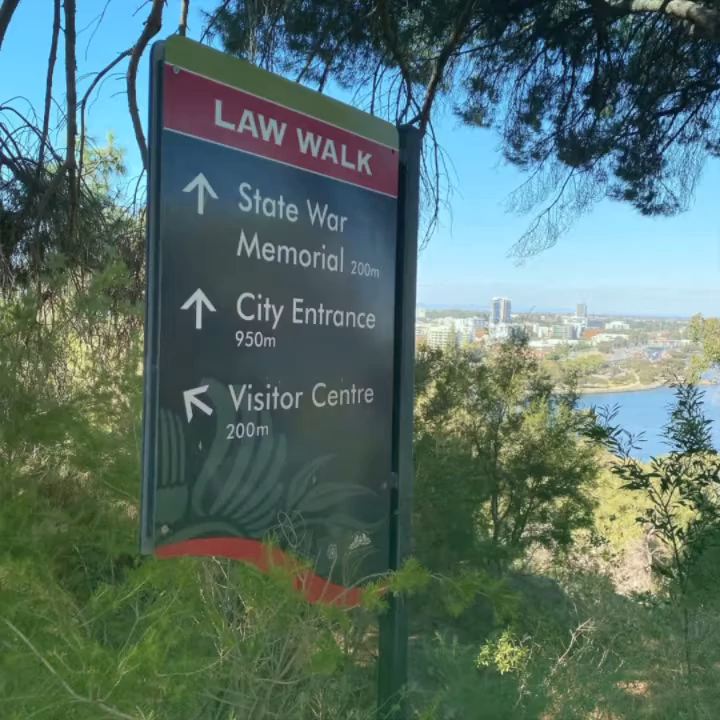 LAW WALK
State War
Memorial 200m
City Entrance
950m
Visitor Centre
200m